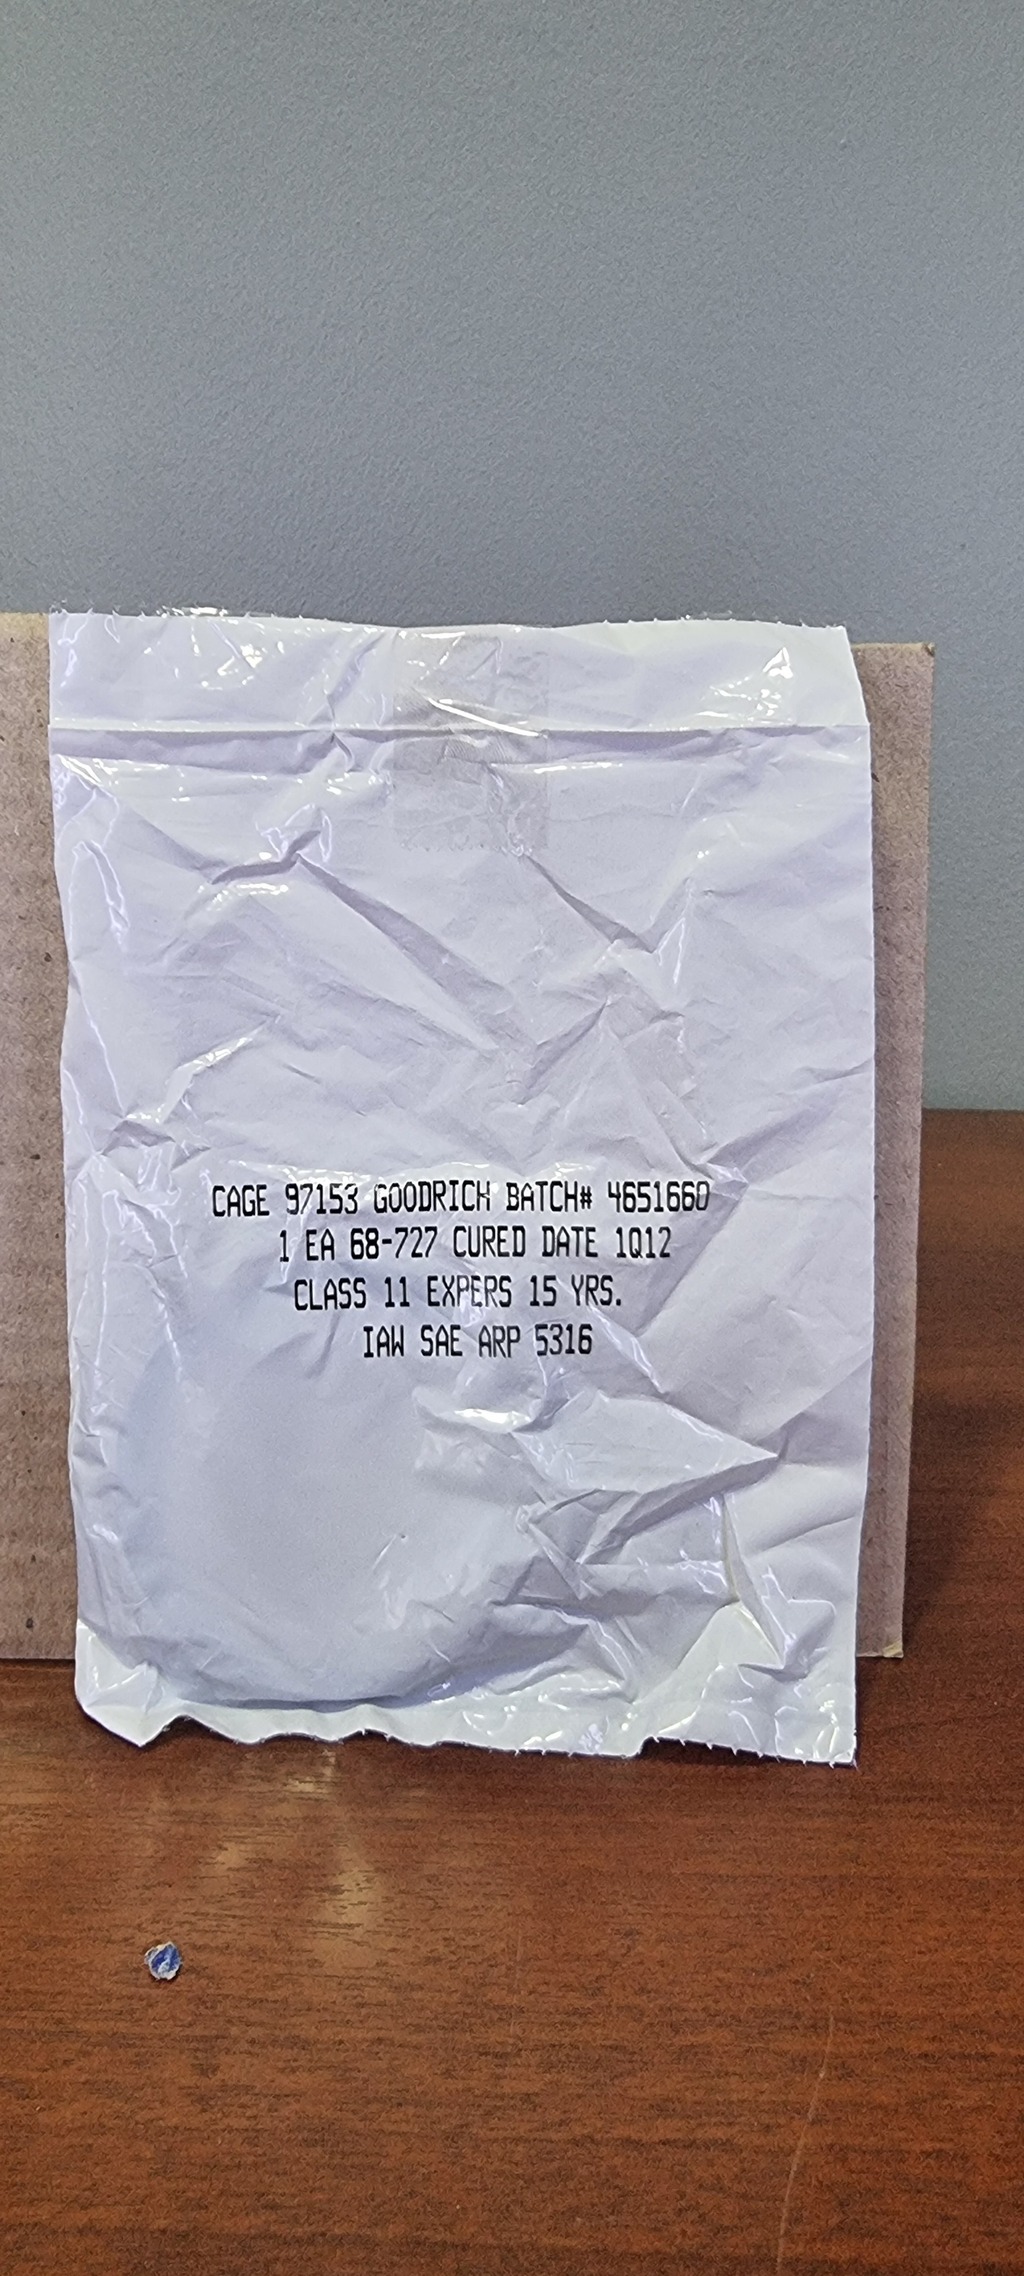 CAGE 97153 GOODRICH BATCH# 4651660
1 EA 68-727 CURED DATE 1Q12
CLASS 11 EXPERS 15 YRS.
IAW SAE ARP 5316